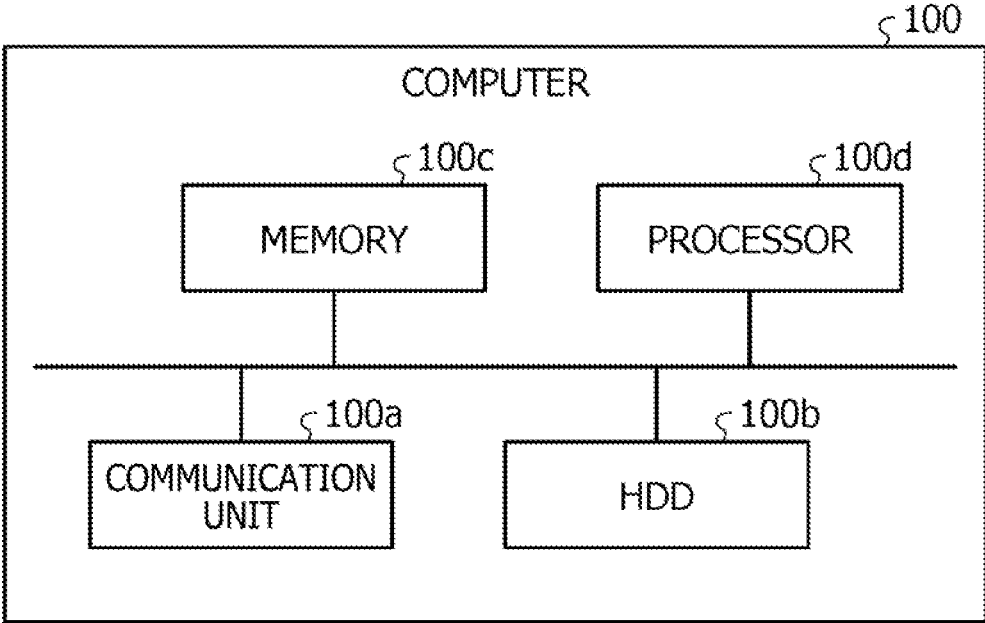 100
COMPUTER
100c
100d
MEMORY
PROCESSOR
100a
100b
COMMUNICATION
UNIT
HDD